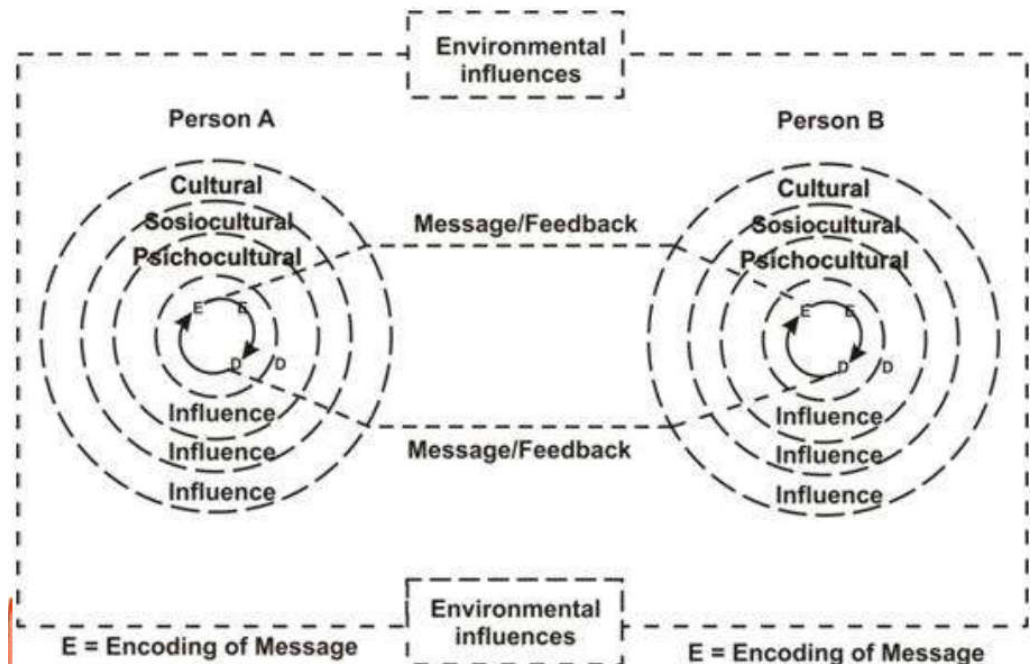 Environmental
influences
Person A
Person B
Cultural
Sosiocultural
Psichocultural
Cultural
Sosiocultural
Psichocultural
Message/Feedback
E E
D D
E E
D D
Influence
Influence
Influence
Influence
Influence
Influence
Message/Feedback
Environmental
influences
E = Encoding of Message
E = Encoding of Message